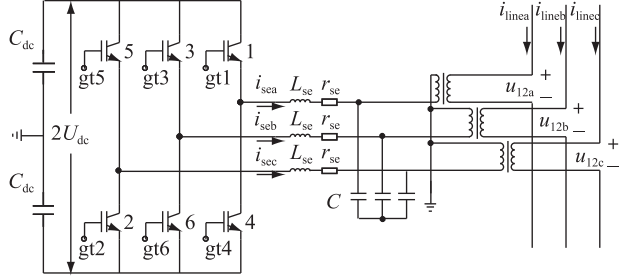 i_linea i_lineb i_linec
C_dc 5 3 1
gt5 gt3 gt1
+
i_sea L_se r_se
u_12a —
+
2U_dc
i_seb L_se r_se
u_12b —
+
i_sec L_se r_se
u_12c —
C_dc
C
2 6 4
gt2 gt6 gt4